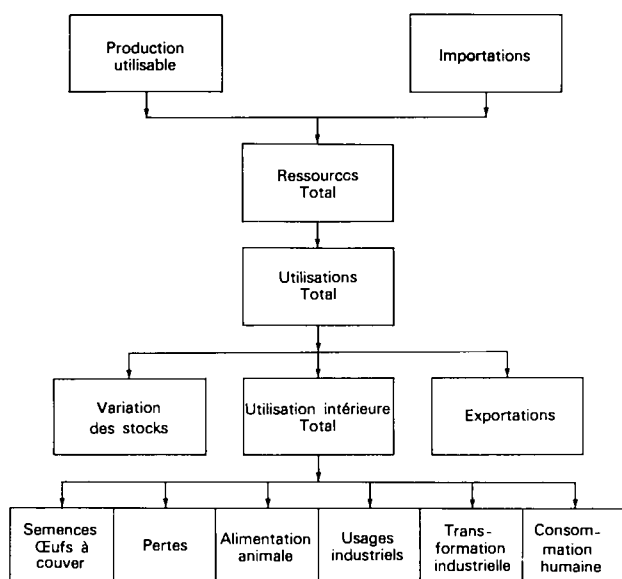 Production
utilisable
Importations
Ressources
Total
Utilisations
Total
Variation
des stocks
Utilisation intérieure
Total
Exportations
Semences
Œufs à
couver
Pertes
Alimentation
animale
Usages
industriels
Trans-
formation
industrielle
Consom-
mation
humaine